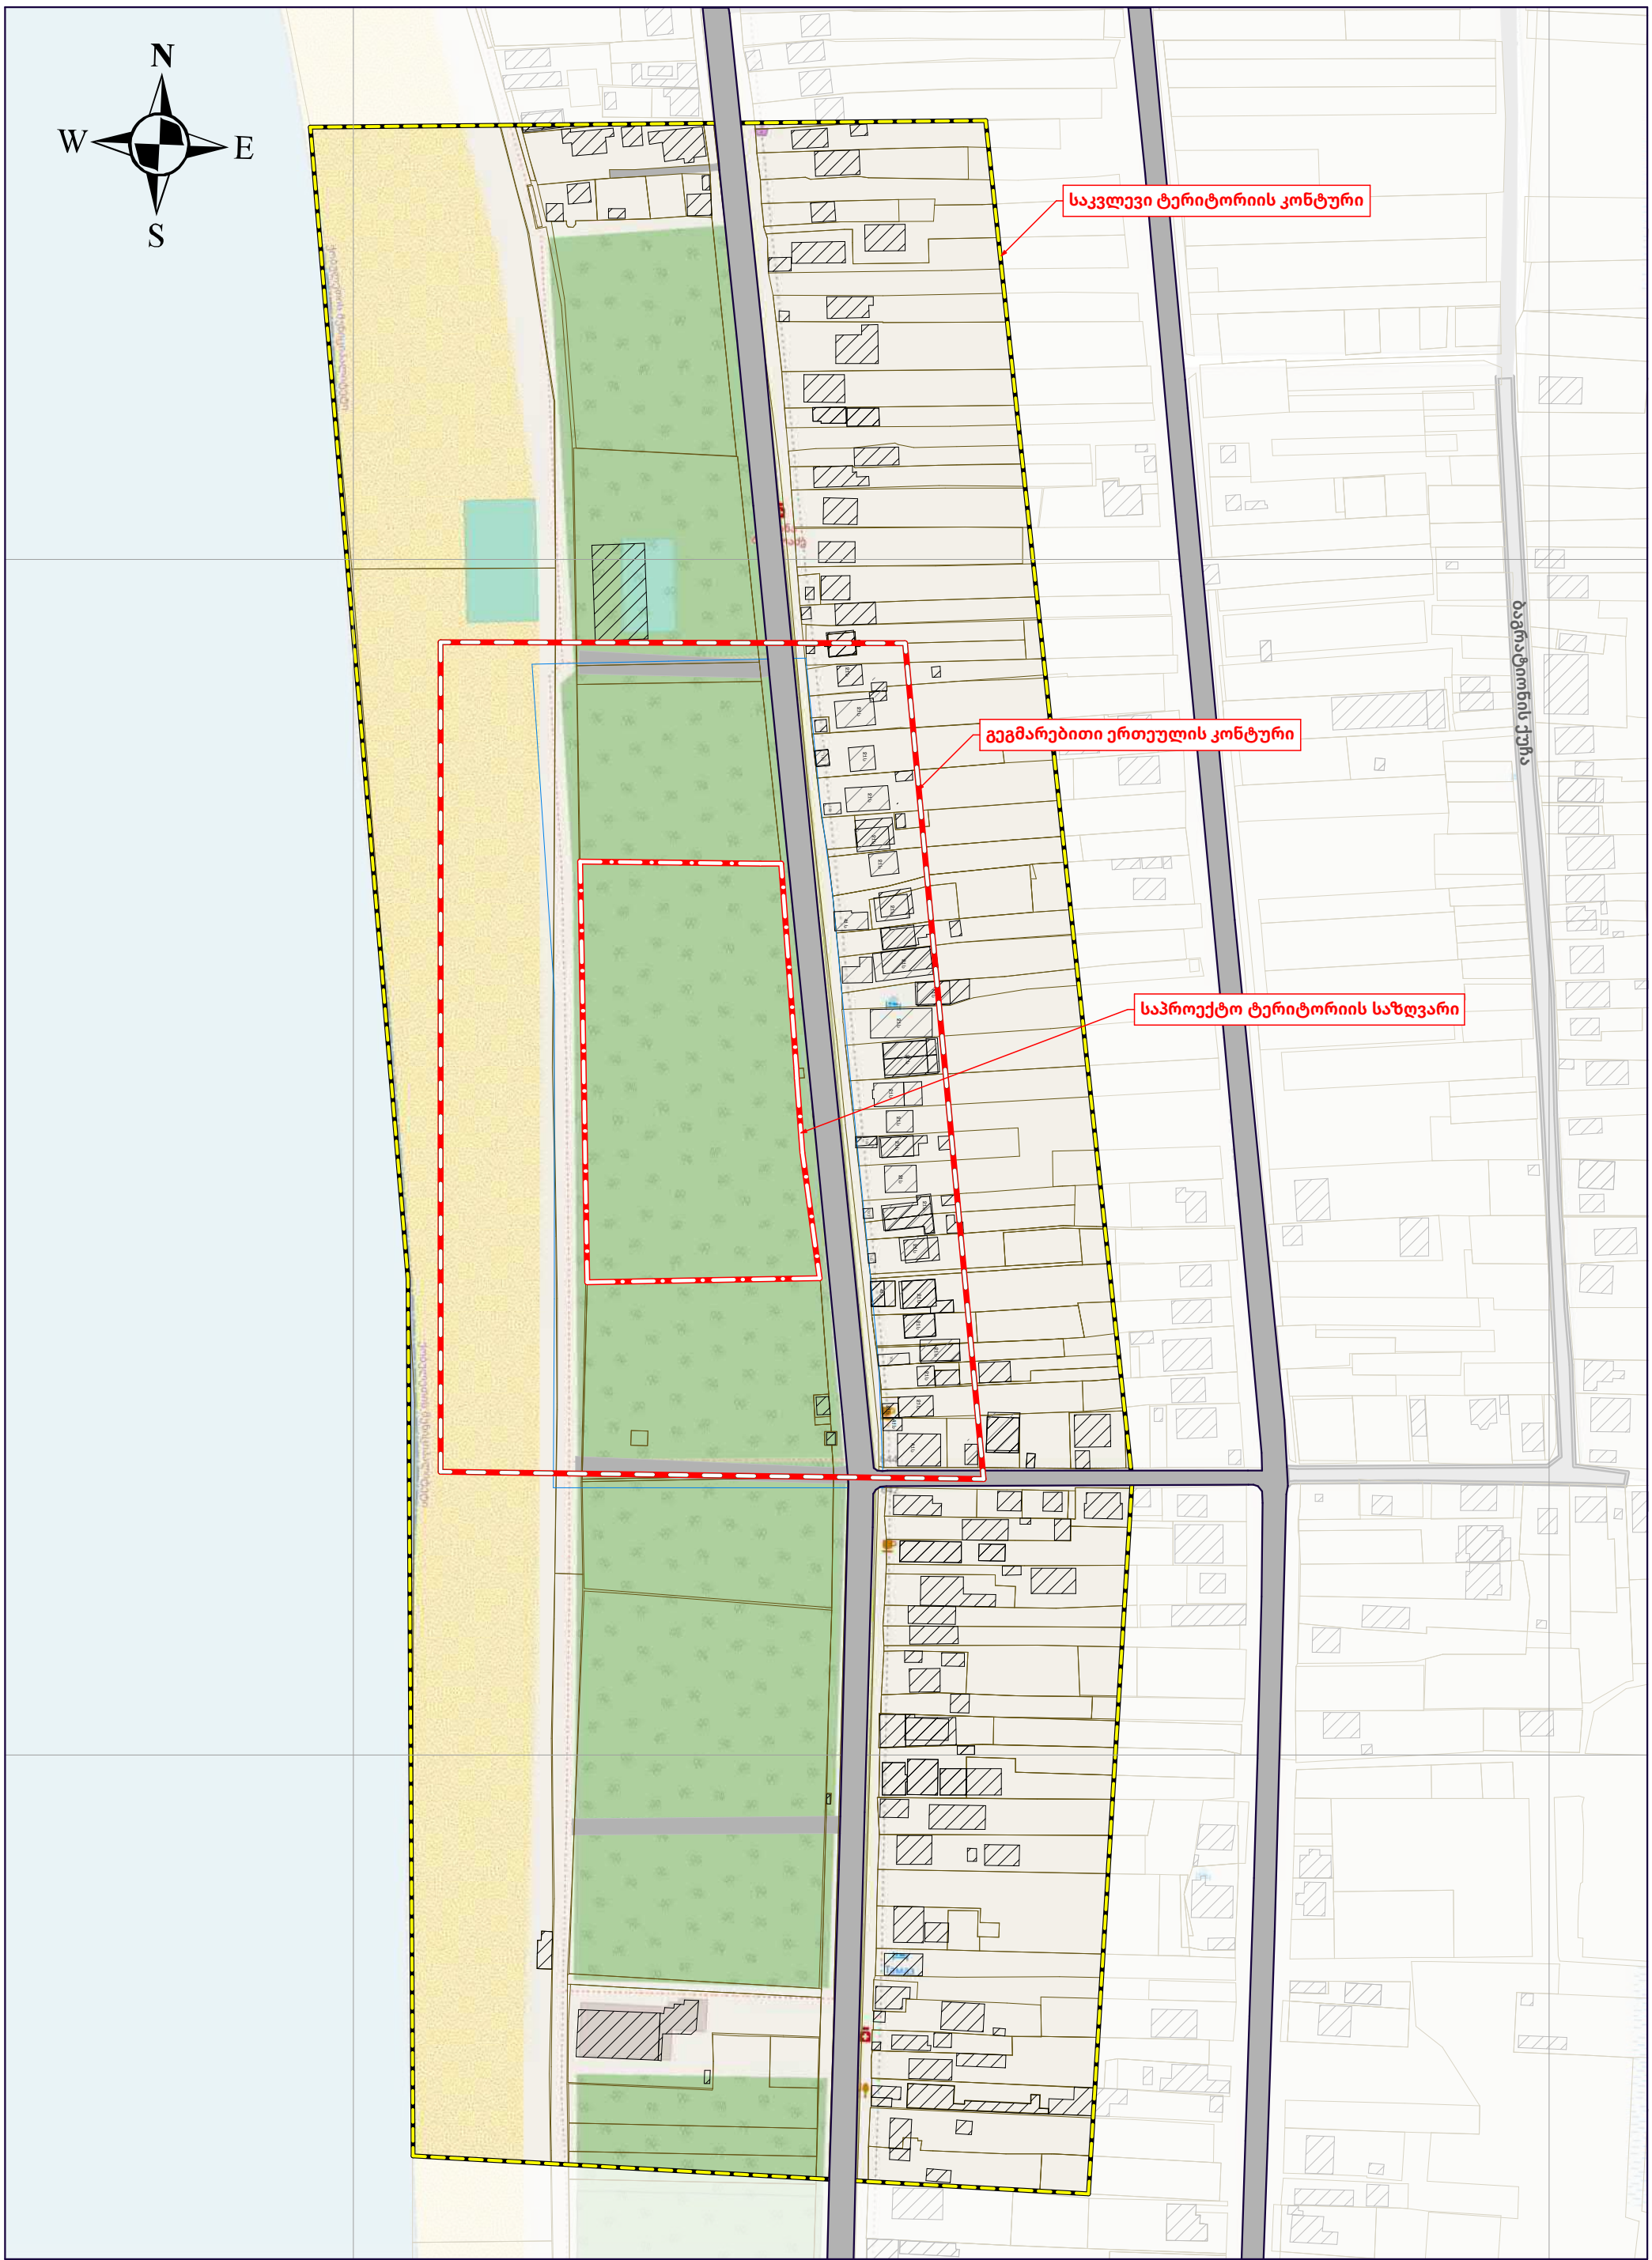 N
W
E
S
საკვლევი ტერიტორიის კონტური
გეგმარებითი ერთეულის კონტური
ბაგრატიონის ქუჩა
საპროექტო ტერიტორიის საზღვარი